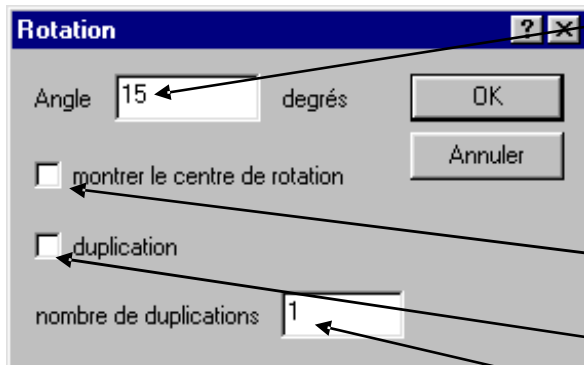 Rotation
Angle 15 degrés
OK
Annuler
montrer le centre de rotation
duplication
nombre de duplications 1